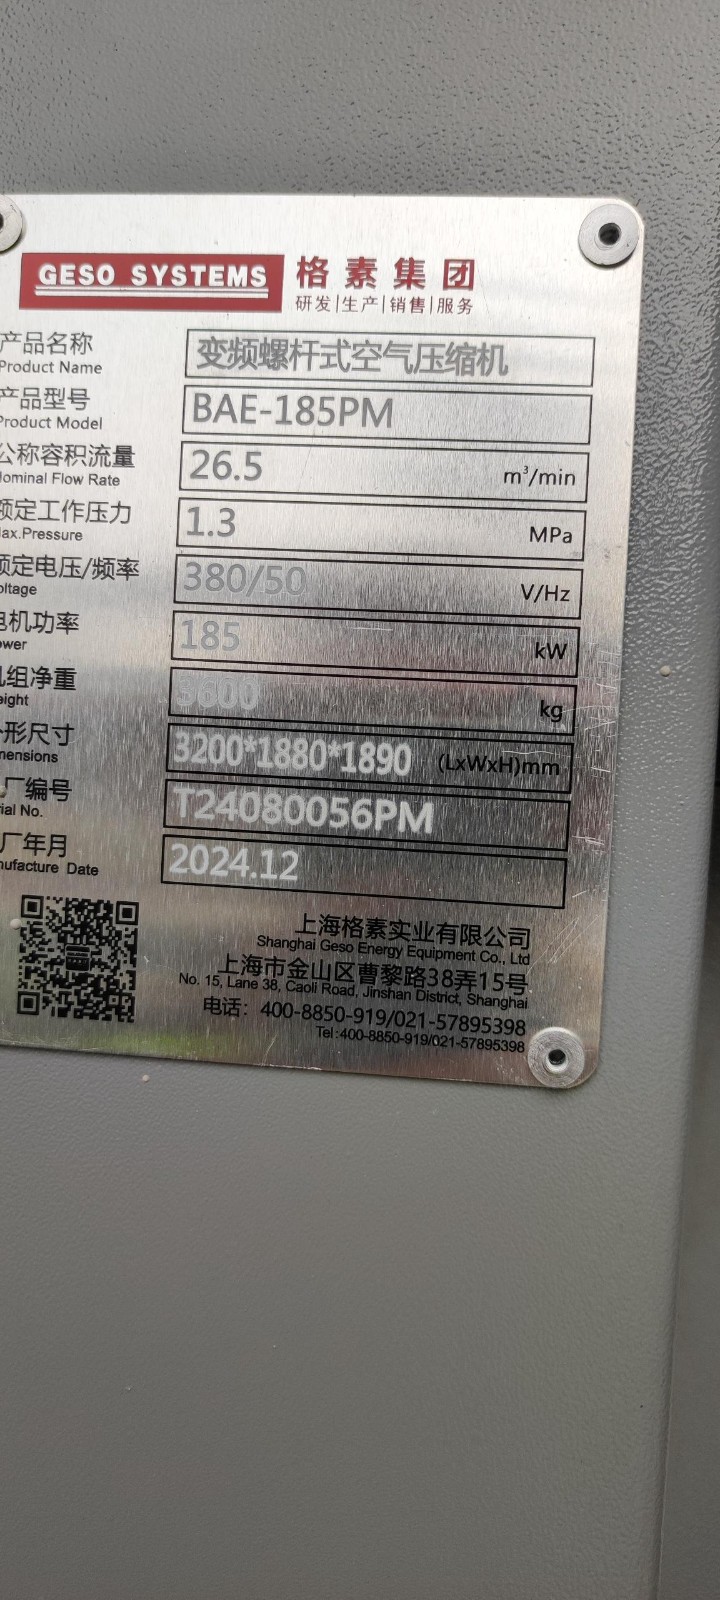 GESO SYSTEMS 格素集团
研发|生产|销售|服务
产品名称 变频螺杆式空气压缩机
Product Name
产品型号 BAE-185PM
Product Model
公称容积流量 26.5 m³/min
Nominal Flow Rate
额定工作压力 1.3 MPa
ax.Pressure
额定电压/频率 380/50 V/Hz
oltage
电机功率 185 kW
ower
机组净重 3600 kg
eight
外形尺寸 3200*1880*1890 (LxWxH)mm
mensions
厂编号 T24080056PM
ial No.
厂年月 2024.12
nufacture Date
上海格素实业有限公司
Shanghai Geso Energy Equipment Co., Ltd
上海市金山区曹黎路38弄15号
No. 15, Lane 38, Caoli Road, Jinshan District, Shanghai
电话：400-8850-919/021-57895398
Tel:400-8850-919/021-57895398